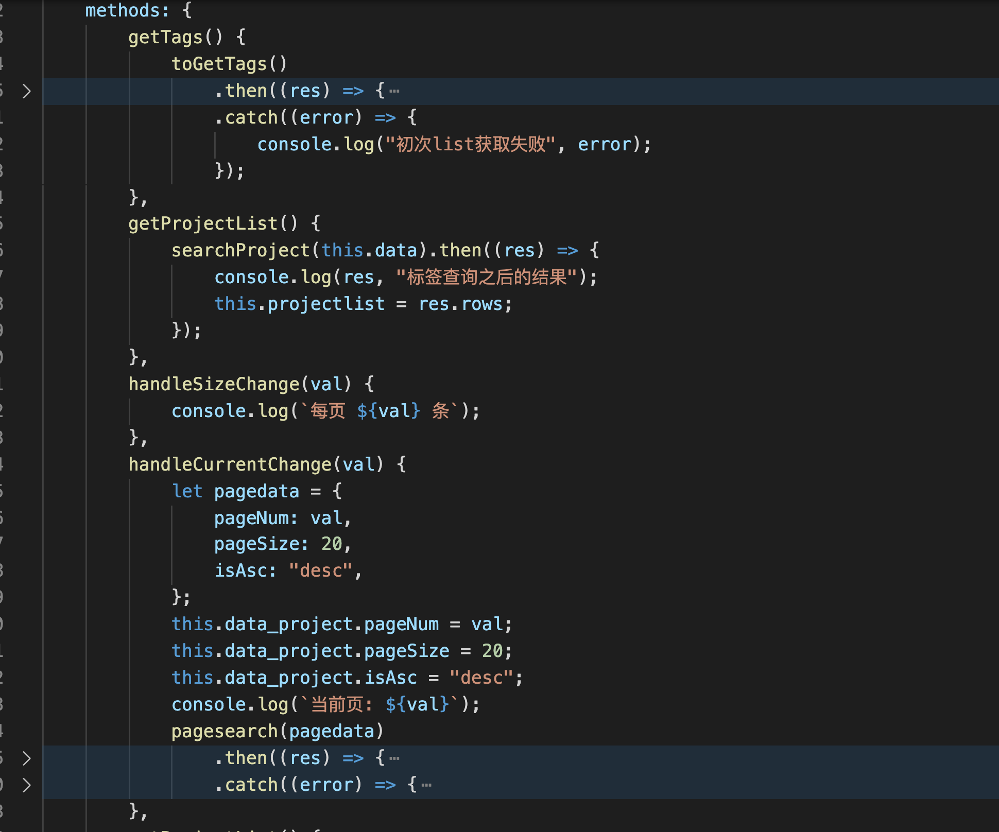 methods: {
getTags() {
toGetTags()
.then((res) => {…
.catch((error) => {
console.log("初次list获取失败", error);
});
},
getProjectList() {
searchProject(this.data).then((res) => {
console.log(res, "标签查询之后的结果");
this.projectlist = res.rows;
});
},
handleSizeChange(val) {
console.log(`每页 ${val} 条`);
},
handleCurrentChange(val) {
let pagedata = {
pageNum: val,
pageSize: 20,
isAsc: "desc",
};
this.data_project.pageNum = val;
this.data_project.pageSize = 20;
this.data_project.isAsc = "desc";
console.log(`当前页: ${val}`);
pagesearch(pagedata)
.then((res) => {…
.catch((error) => {…
},